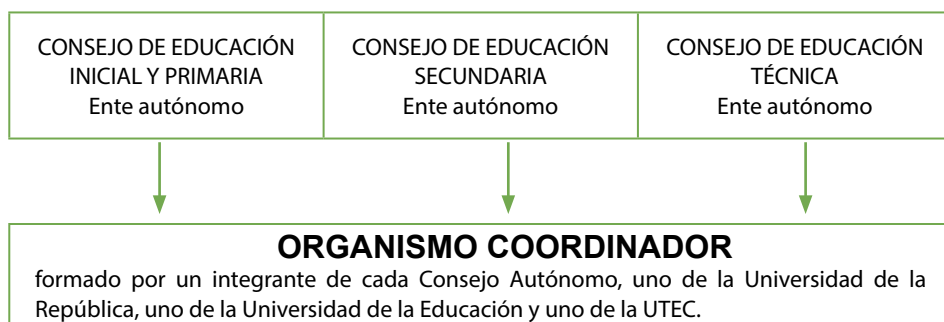 CONSEJO DE EDUCACIÓN
INICIAL Y PRIMARIA
Ente autónomo
CONSEJO DE EDUCACIÓN
SECUNDARIA
Ente autónomo
CONSEJO DE EDUCACIÓN
TÉCNICA
Ente autónomo
ORGANISMO COORDINADOR
formado por un integrante de cada Consejo Autónomo, uno de la Universidad de la
República, uno de la Universidad de la Educación y uno de la UTEC.